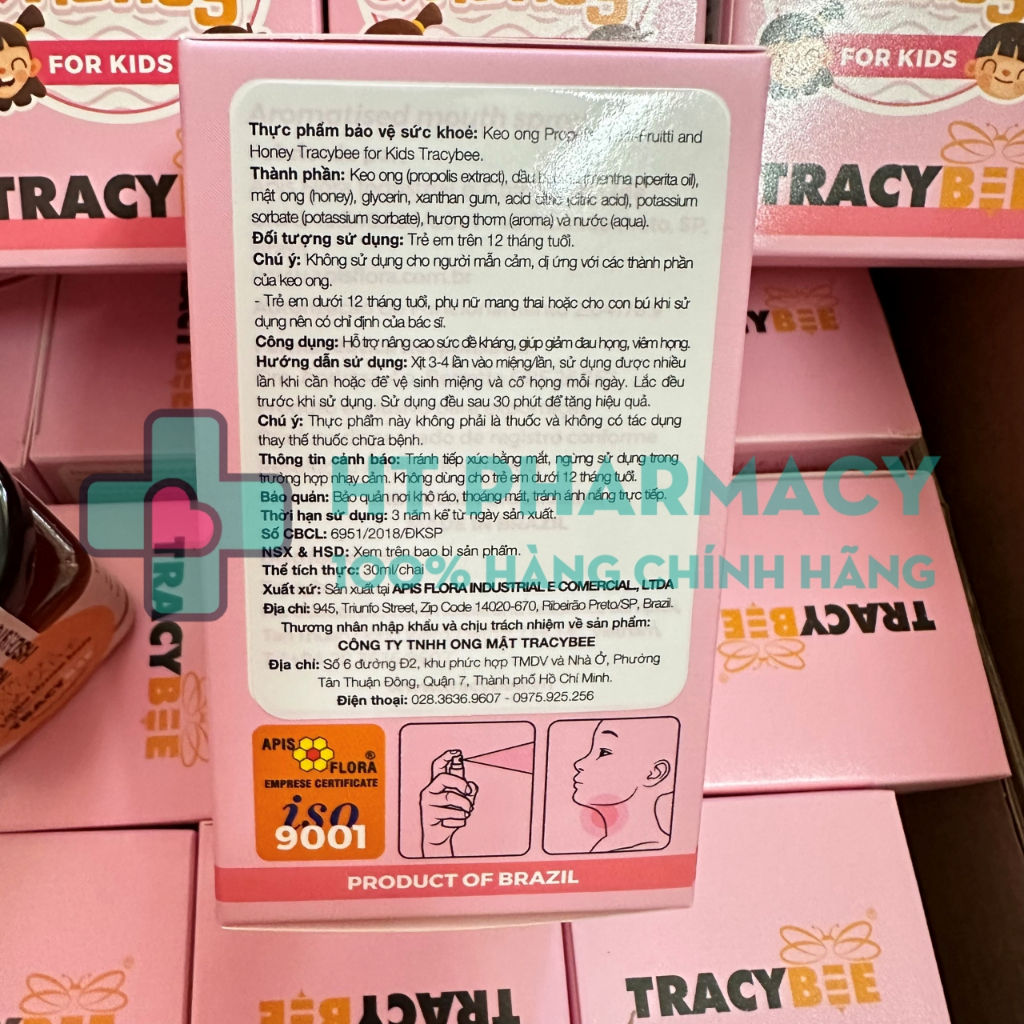 FOR KIDS
FOR KIDS
TRACY
TRACYBEE
Thực phẩm bảo vệ sức khoẻ: Keo ong and
Honey Tracybee for Kids Tracybee.
Thành phần: Keo ong (propolis extract), dầu (mentha piperita oil),
mật ong (honey), glycerin, xanthan gum, acid citric (citric acid), potassium
sorbate (potassium sorbate), hương thơm (aroma) và nước (aqua).
Đối tượng sử dụng: Trẻ em trên 12 tháng tuổi.
Chú ý: Không sử dụng cho người mẫn cảm, dị ứng với các thành phần
của keo ong.
- Trẻ em dưới 12 tháng tuổi, phụ nữ mang thai hoặc cho con bú khi sử
dụng nên có chỉ định của bác sĩ.
Công dụng: Hỗ trợ nâng cao sức đề kháng, giúp giảm đau họng, viêm họng.
Hướng dẫn sử dụng: Xịt 3-4 lần vào miệng/lần, sử dụng được nhiều
lần khi cần hoặc để vệ sinh miệng và cổ họng mỗi ngày. Lắc đều
trước khi sử dụng. Sử dụng đều sau 30 phút để tăng hiệu quả.
Chú ý: Thực phẩm này không phải là thuốc và không có tác dụng
thay thế thuốc chữa bệnh.
Thông tin cảnh báo: Tránh tiếp xúc bằng mắt, ngừng sử dụng trong
trường hợp nhạy cảm. Không dùng cho trẻ em dưới 12 tháng tuổi.
Bảo quản: Bảo quản nơi khô ráo, thoáng mát, tránh ánh nắng trực tiếp.
Thời hạn sử dụng: 3 năm kể từ ngày sản xuất.
Số CBCL: 6951/2018/ĐKSP
NSX & HSD: Xem trên bao bì sản phẩm.
Thể tích thực: 30ml/chai
Xuất xứ: Sản xuất tại APIS FLORA INDUSTRIAL E COMERCIAL., LTDA
Địa chỉ: 945, Triunfo Street, Zip Code 14020-670, Ribeirão Preto/SP, Brazil.
Thương nhân nhập khẩu và chịu trách nhiệm về sản phẩm:
CÔNG TY TNHH ONG MẬT TRACYBEE
Địa chỉ: Số 6 đường Đ2, khu phức hợp TMDV và Nhà Ở, Phường
Tân Thuận Đông, Quận 7, Thành phố Hồ Chí Minh.
Điện thoại: 028.3636.9607 - 0975.925.256
HT PHARMACY
100% HÀNG CHÍNH HÃNG
APIS FLORA ®
EMPRESE CERTIFICATE
iso
9001
PRODUCT OF BRAZIL
TRACYBEE
TRACYBEE
TRACYBEE